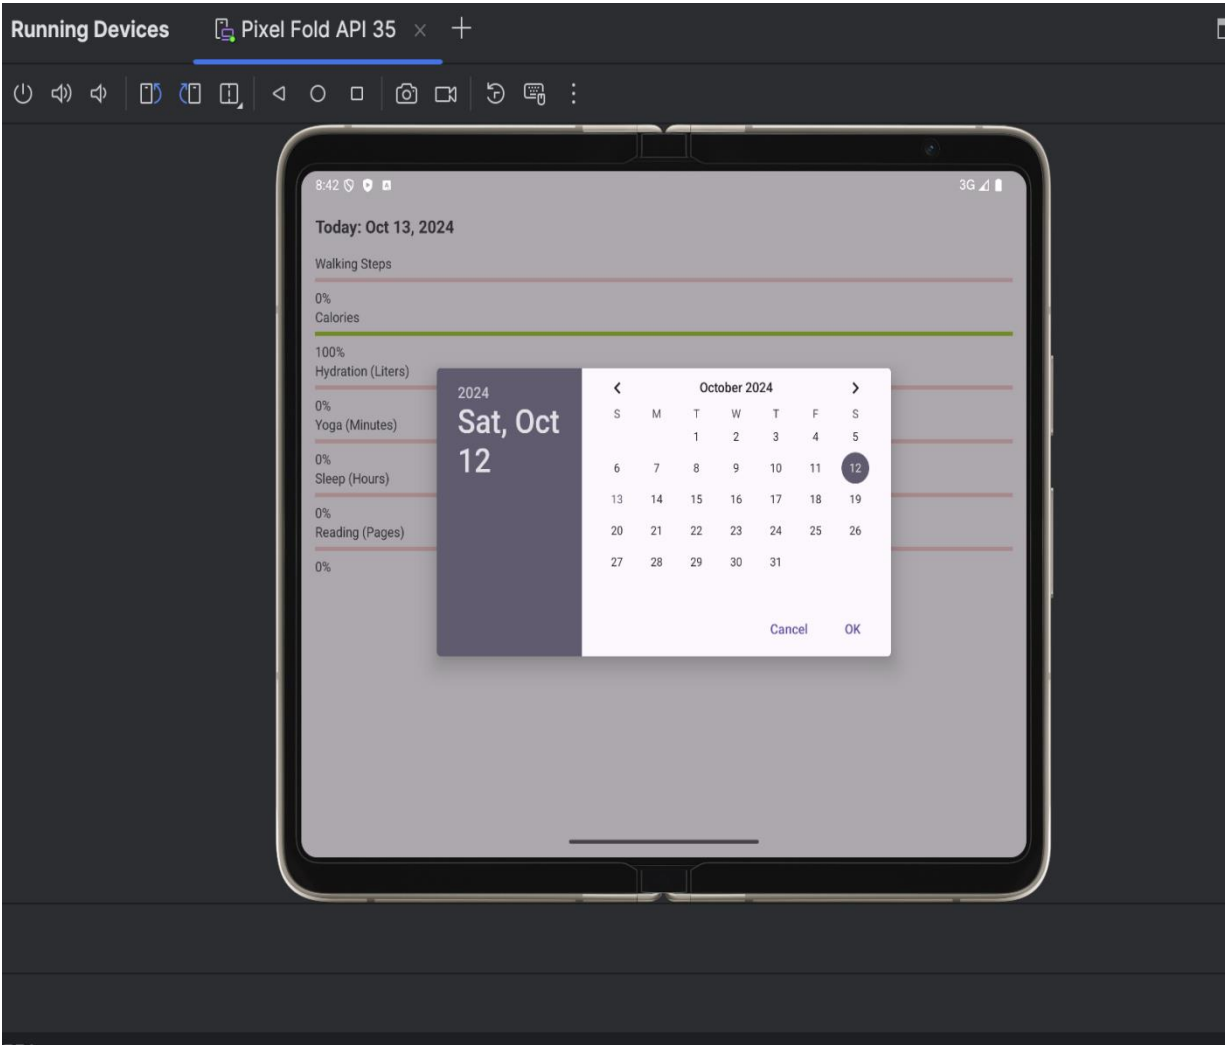 Running Devices Pixel Fold API 35
8:42 3G
Today: Oct 13, 2024
Walking Steps
0%
Calories
100%
Hydration (Liters)
0%
Yoga (Minutes)
0%
Sleep (Hours)
0%
Reading (Pages)
0%
2024
Sat, Oct
12
October 2024
S M T W T F S
1 2 3 4 5
6 7 8 9 10 11 12
13 14 15 16 17 18 19
20 21 22 23 24 25 26
27 28 29 30 31
Cancel OK